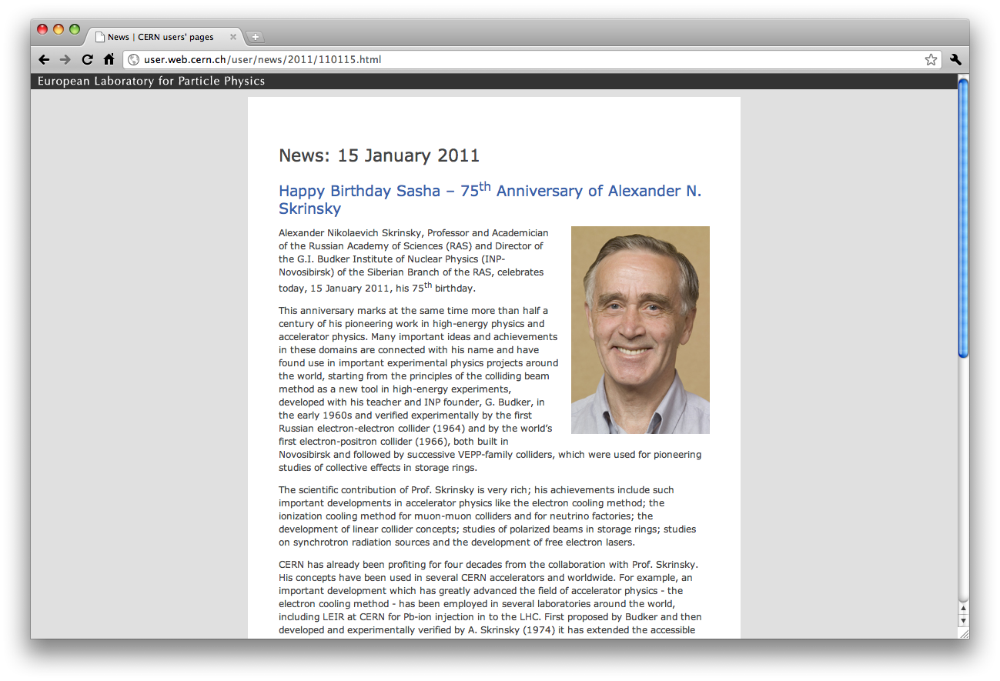 News | CERN users' pages
user.web.cern.ch/user/news/2011/110115.html
European Laboratory for Particle Physics
News: 15 January 2011
Happy Birthday Sasha – 75th Anniversary of Alexander N.
Skrinsky
Alexander Nikolaevich Skrinsky, Professor and Academician
of the Russian Academy of Sciences (RAS) and Director of
the G.I. Budker Institute of Nuclear Physics (INP-
Novosibirsk) of the Siberian Branch of the RAS, celebrates
today, 15 January 2011, his 75th birthday.
This anniversary marks at the same time more than half a
century of his pioneering work in high-energy physics and
accelerator physics. Many important ideas and achievements
in these domains are connected with his name and have
found use in important experimental physics projects around
the world, starting from the principles of the colliding beam
method as a new tool in high-energy experiments,
developed with his teacher and INP founder, G. Budker, in
the early 1960s and verified experimentally by the first
Russian electron-electron collider (1964) and by the world’s
first electron-positron collider (1966), both built in
Novosibirsk and followed by successive VEPP-family colliders, which were used for pioneering
studies of collective effects in storage rings.
The scientific contribution of Prof. Skrinsky is very rich; his achievements include such
important developments in accelerator physics like the electron cooling method; the
ionization cooling method for muon-muon colliders and for neutrino factories; the
development of linear collider concepts; studies of polarized beams in storage rings; studies
on synchrotron radiation sources and the development of free electron lasers.
CERN has already been profiting for four decades from the collaboration with Prof. Skrinsky.
His concepts have been used in several CERN accelerators and worldwide. For example, an
important development which has greatly advanced the field of accelerator physics - the
electron cooling method - has been employed in several laboratories around the world,
including LEIR at CERN for Pb-ion injection in to the LHC. First proposed by Budker and then
developed and experimentally verified by A. Skrinsky (1974) it has extended the accessible